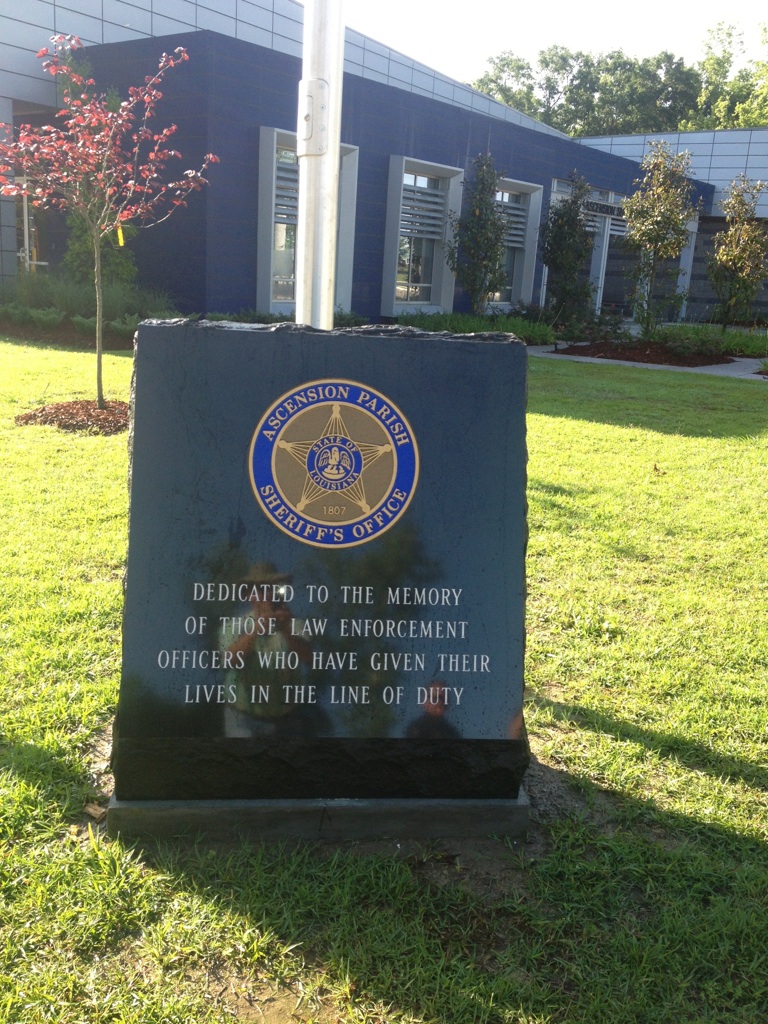 ASCENSION PARISH
STATE OF
LOUISIANA
1807
SHERIFF'S OFFICE
DEDICATED TO THE MEMORY
OF THOSE LAW ENFORCEMENT
OFFICERS WHO HAVE GIVEN THEIR
LIVES IN THE LINE OF DUTY
ASCENSION